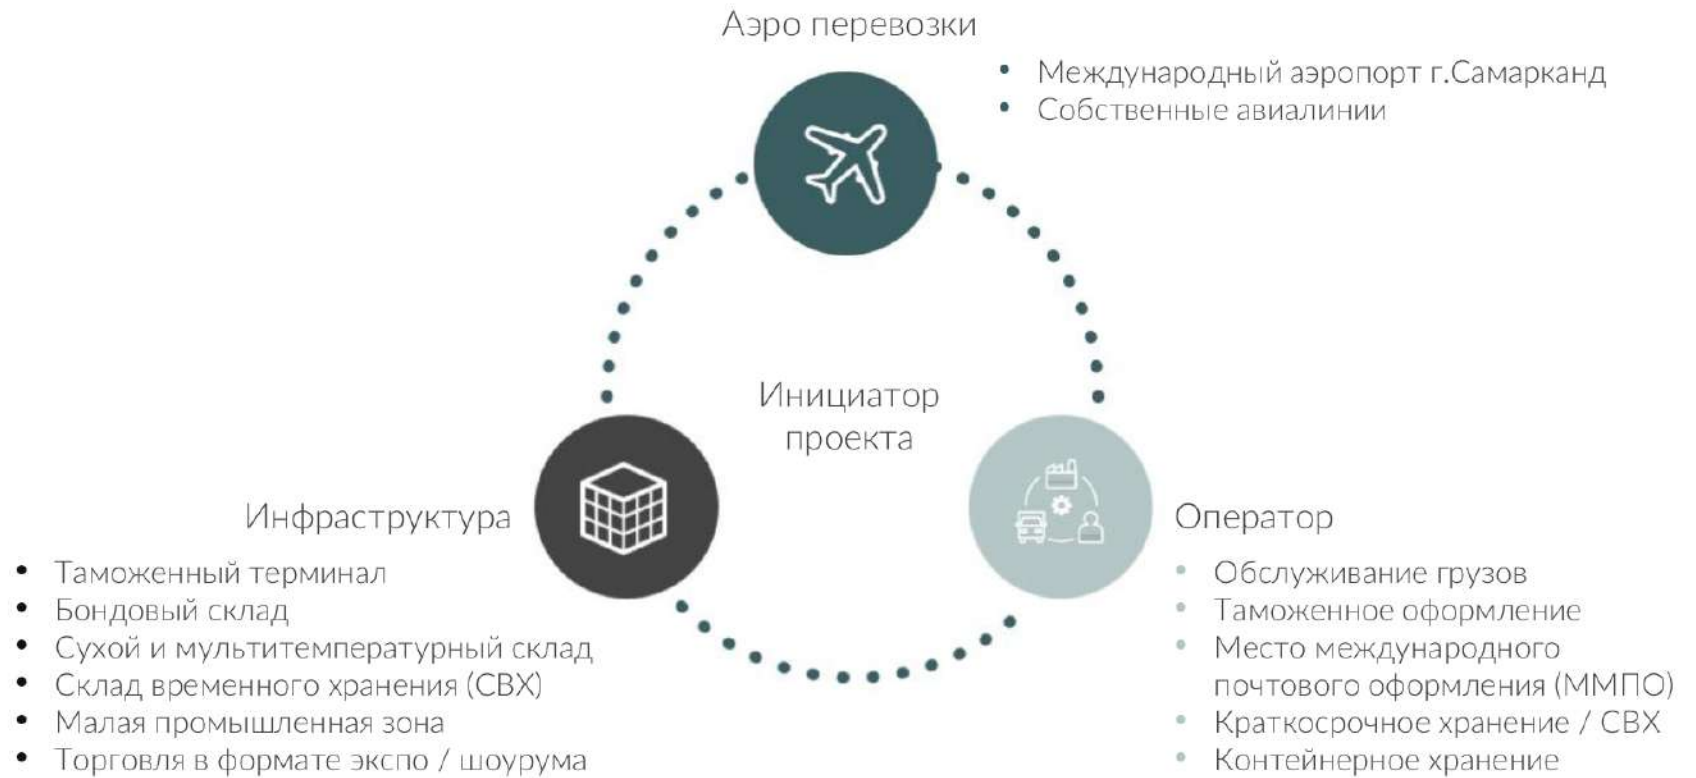 Аэро перевозки
Международный аэропорт г.Самарканд
Собственные авиалинии
Инициатор
проекта
Инфраструктура
Таможенный терминал
Бондовый склад
Сухой и мультитемпературный склад
Склад временного хранения (СВХ)
Малая промышленная зона
Торговля в формате экспо / шоурума
Оператор
Обслуживание грузов
Таможенное оформление
Место международного
почтового оформления (ММПО)
Краткосрочное хранение / СВХ
Контейнерное хранение